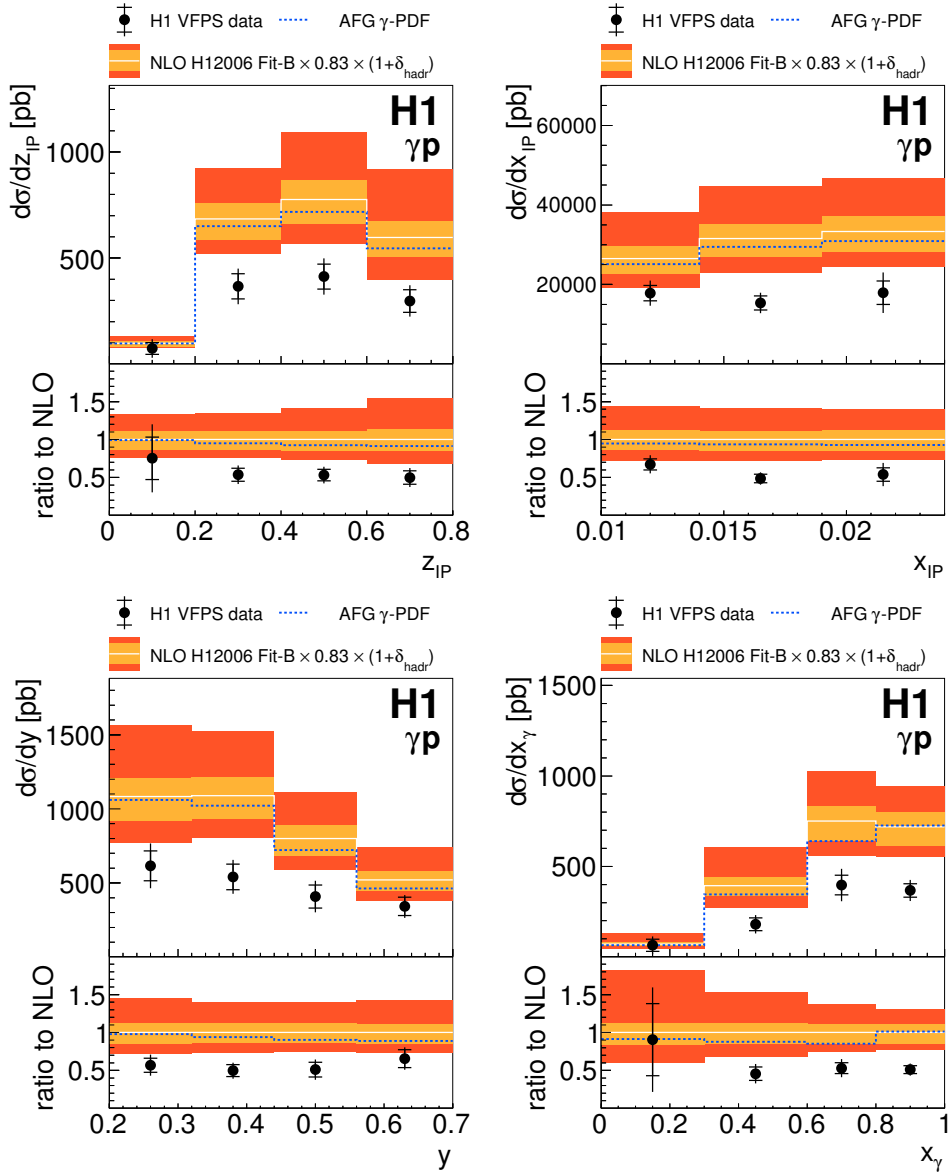 H1 VFPS data AFG γ-PDF
NLO H12006 Fit-B × 0.83 × (1+δhadr)
H1
γp
dσ/dzIP [pb]
1000
500
ratio to NLO
1.5
1
0.5
0 0.2 0.4 0.6 0.8
zIP
H1 VFPS data AFG γ-PDF
NLO H12006 Fit-B × 0.83 × (1+δhadr)
H1
γp
dσ/dxIP [pb]
60000
40000
20000
ratio to NLO
1.5
1
0.5
0.01 0.015 0.02
xIP
H1 VFPS data AFG γ-PDF
NLO H12006 Fit-B × 0.83 × (1+δhadr)
H1
γp
dσ/dy [pb]
1500
1000
500
ratio to NLO
1.5
1
0.5
0.2 0.3 0.4 0.5 0.6 0.7
y
H1 VFPS data AFG γ-PDF
NLO H12006 Fit-B × 0.83 × (1+δhadr)
H1
γp
dσ/dxγ [pb]
1500
1000
500
ratio to NLO
1.5
1
0.5
0 0.2 0.4 0.6 0.8 1
xγ